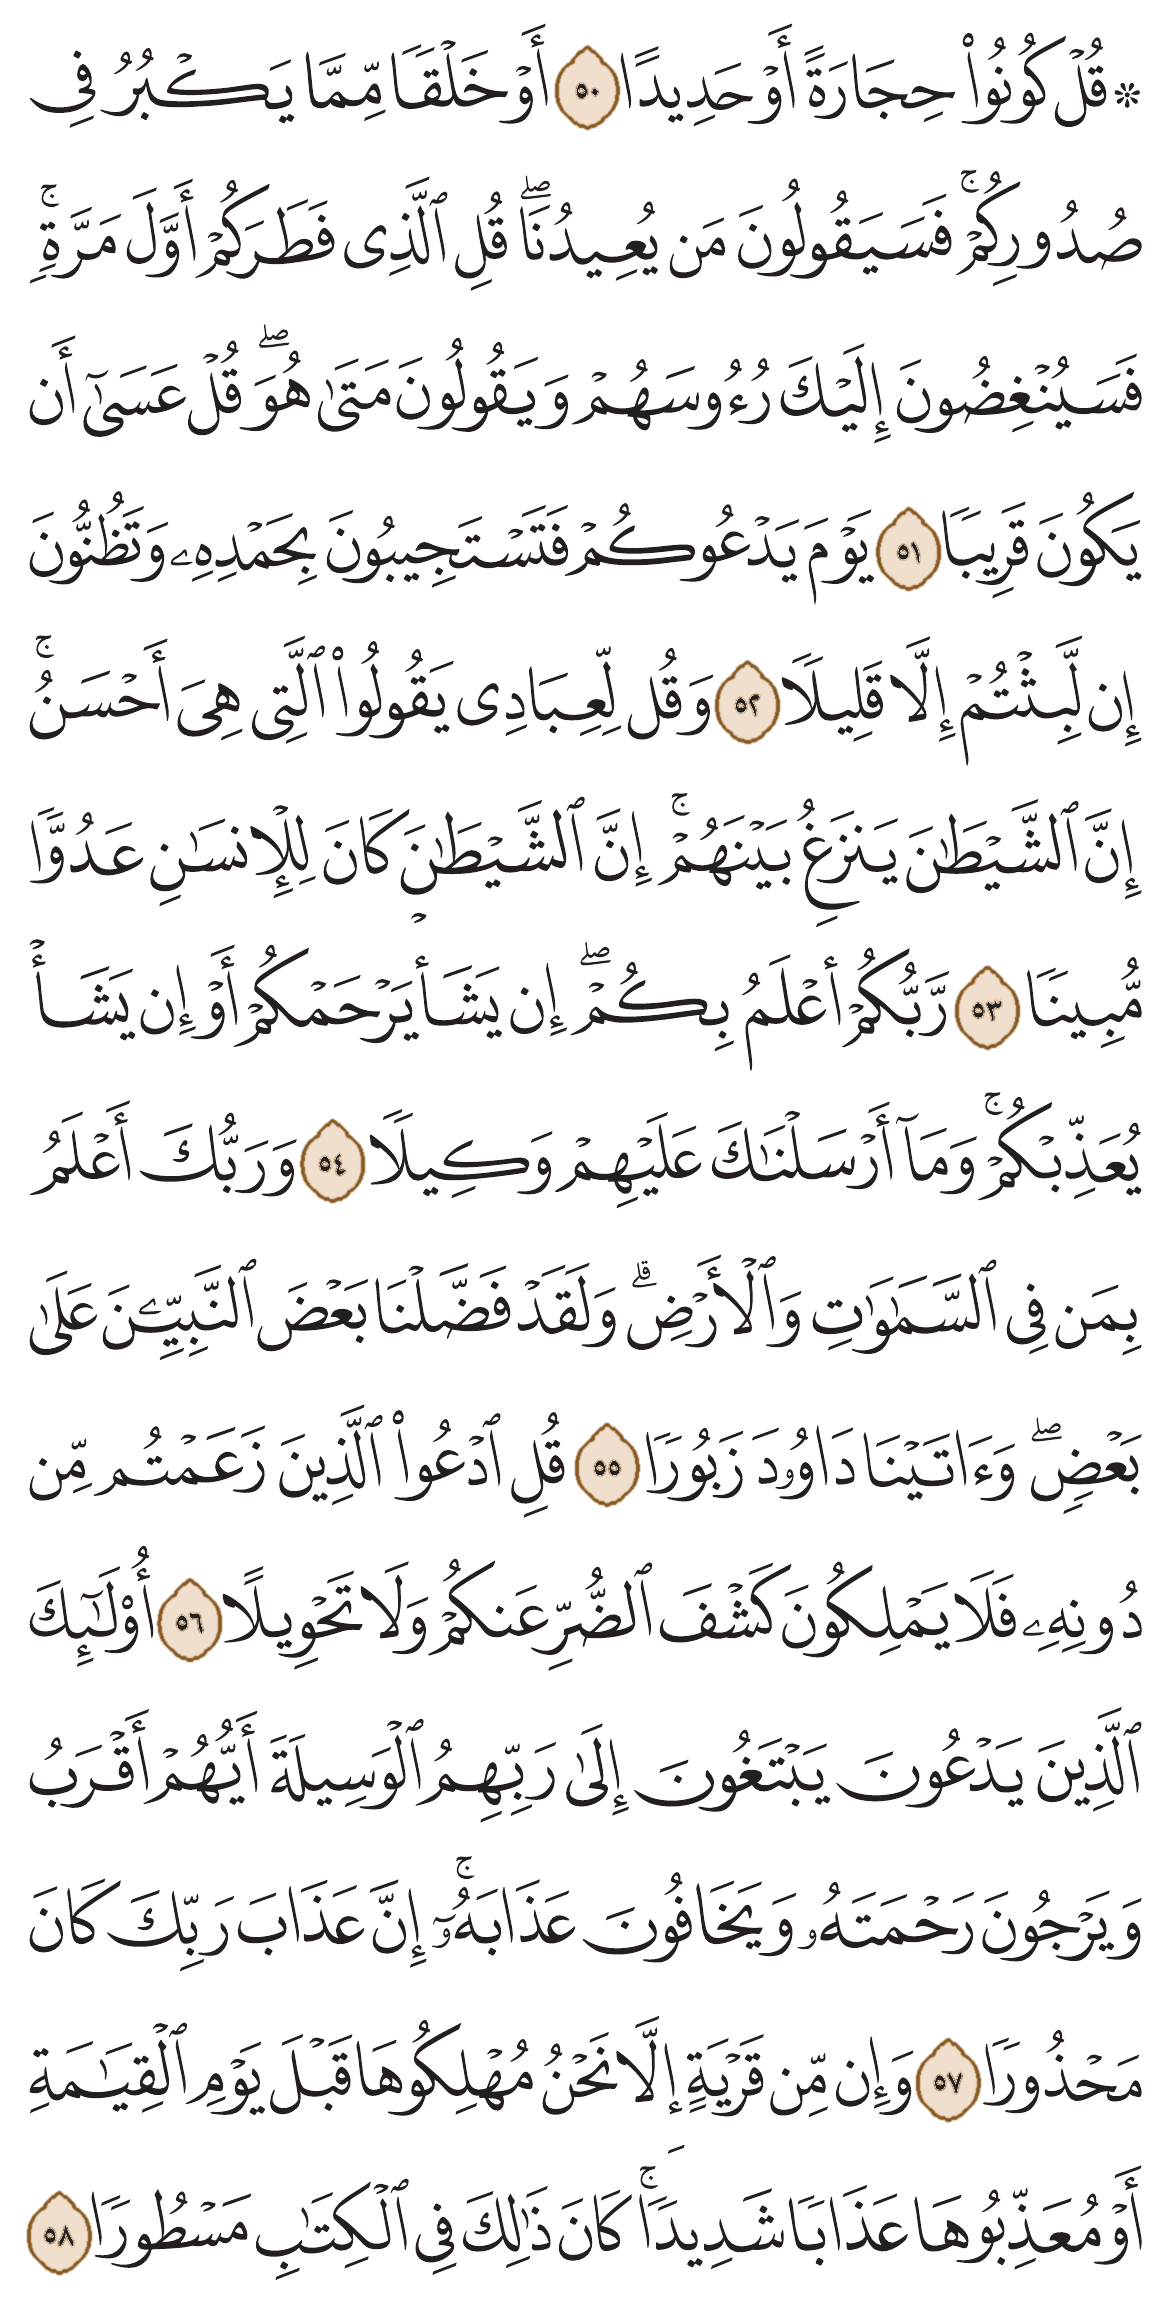 ۞ قُلۡ كُونُواْ حِجَارَةً أَوۡ حَدِيدًا ٥٠ أَوۡ خَلۡقٗا مِّمَّا يَكۡبُرُ فِي
صُدُورِكُمۡۚ فَسَيَقُولُونَ مَن يُعِيدُنَاۖ قُلِ ٱلَّذِي فَطَرَكُمۡ أَوَّلَ مَرَّةٖۚ
فَسَيُنۡغِضُونَ إِلَيۡكَ رُءُوسَهُمۡ وَيَقُولُونَ مَتَىٰ هُوَۖ قُلۡ عَسَىٰٓ أَن
يَكُونَ قَرِيبٗا ٥١ يَوۡمَ يَدۡعُوكُمۡ فَتَسۡتَجِيبُونَ بِحَمۡدِهِۦ وَتَظُنُّونَ
إِن لَّبِثۡتُمۡ إِلَّا قَلِيلٗا ٥٢ وَقُل لِّعِبَادِي يَقُولُواْ ٱلَّتِي هِيَ أَحۡسَنُۚ
إِنَّ ٱلشَّيۡطَٰنَ يَنزَغُ بَيۡنَهُمۡۚ إِنَّ ٱلشَّيۡطَٰنَ كَانَ لِلۡإِنسَٰنِ عَدُوّٗا
مُّبِينٗا ٥٣ رَّبُّكُمۡ أَعۡلَمُ بِكُمۡۖ إِن يَشَأۡ يَرۡحَمۡكُمۡ أَوۡ إِن يَشَأۡ
يُعَذِّبۡكُمۡۚ وَمَآ أَرۡسَلۡنَٰكَ عَلَيۡهِمۡ وَكِيلٗا ٥٤ وَرَبُّكَ أَعۡلَمُ
بِمَن فِي ٱلسَّمَٰوَٰتِ وَٱلۡأَرۡضِۗ وَلَقَدۡ فَضَّلۡنَا بَعۡضَ ٱلنَّبِيِّـۧنَ عَلَىٰ
بَعۡضٖۖ وَءَاتَيۡنَا دَاوُۥدَ زَبُورٗا ٥٥ قُلِ ٱدۡعُواْ ٱلَّذِينَ زَعَمۡتُم مِّن
دُونِهِۦ فَلَا يَمۡلِكُونَ كَشۡفَ ٱلضُّرِّ عَنكُمۡ وَلَا تَحۡوِيلًا ٥٦ أُوْلَٰٓئِكَ
ٱلَّذِينَ يَدۡعُونَ يَبۡتَغُونَ إِلَىٰ رَبِّهِمُ ٱلۡوَسِيلَةَ أَيُّهُمۡ أَقۡرَبُ
وَيَرۡجُونَ رَحۡمَتَهُۥ وَيَخَافُونَ عَذَابَهُۥٓۚ إِنَّ عَذَابَ رَبِّكَ كَانَ
مَحۡذُورٗا ٥٧ وَإِن مِّن قَرۡيَةٍ إِلَّا نَحۡنُ مُهۡلِكُوهَا قَبۡلَ يَوۡمِ ٱلۡقِيَٰمَةِ
أَوۡ مُعَذِّبُوهَا عَذَابٗا شَدِيدٗاۚ كَانَ ذَٰلِكَ فِي ٱلۡكِتَٰبِ مَسۡطُورٗا ٥٨